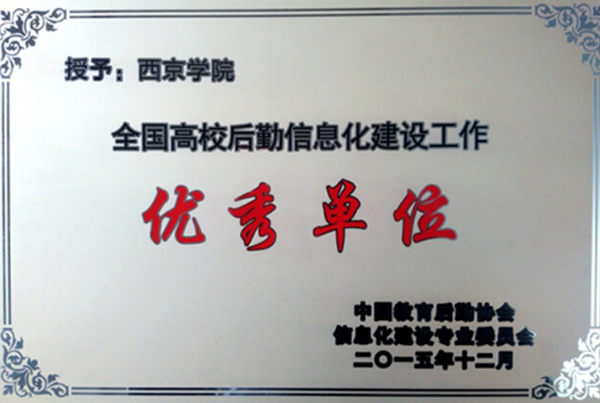 授予：西京学院
全国高校后勤信息化建设工作
优秀单位
中国教育后勤协会
信息化建设专业委员会
二〇一五年十二月